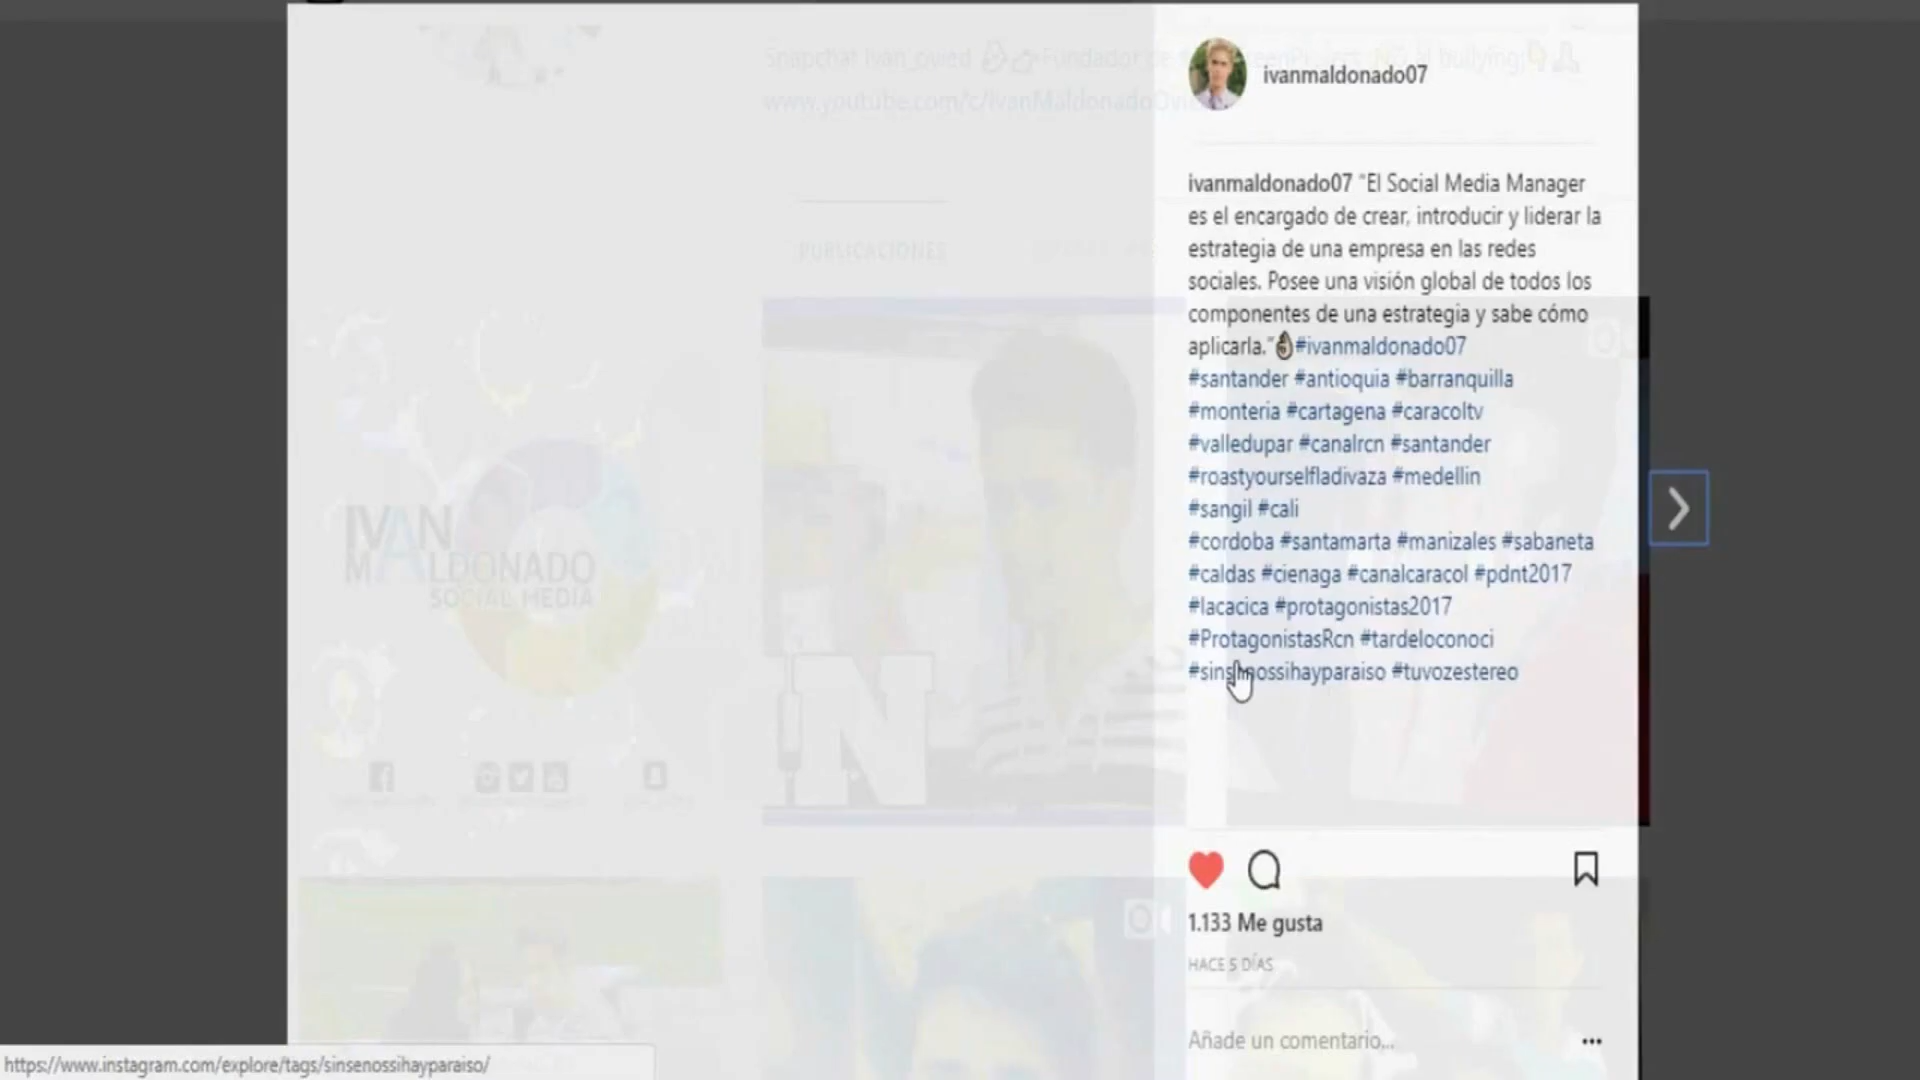 Snapchat ivan_ovied
Fundador de
al bullying¡
www.youtube.com/c/IvanMaldonadoOvie
PUBLICACIONES
IVAN
MALDONADO
SOCIAL MEDIA
N
ivanmaldonado07
ivanmaldonado07 "El Social Media Manager
es el encargado de crear, introducir y liderar la
estrategia de una empresa en las redes
sociales. Posee una visión global de todos los
componentes de una estrategia y sabe cómo
aplicarla."👌#ivanmaldonado07
#santander #antioquia #barranquilla
#monteria #cartagena #caracoltv
#valledupar #canalrcn #santander
#roastyourselfladivaza #medellin
#sangil #cali
#cordoba #santamarta #manizales #sabaneta
#caldas #cienaga #canalcaracol #pdnt2017
#lacacica #protagonistas2017
#ProtagonistasRcn #tardeloconoci
#sinsenossihayparaiso #tuvozestereo
1.133 Me gusta
HACE 5 DÍAS
Añade un comentario...
https://www.instagram.com/explore/tags/sinsenossihayparaiso/